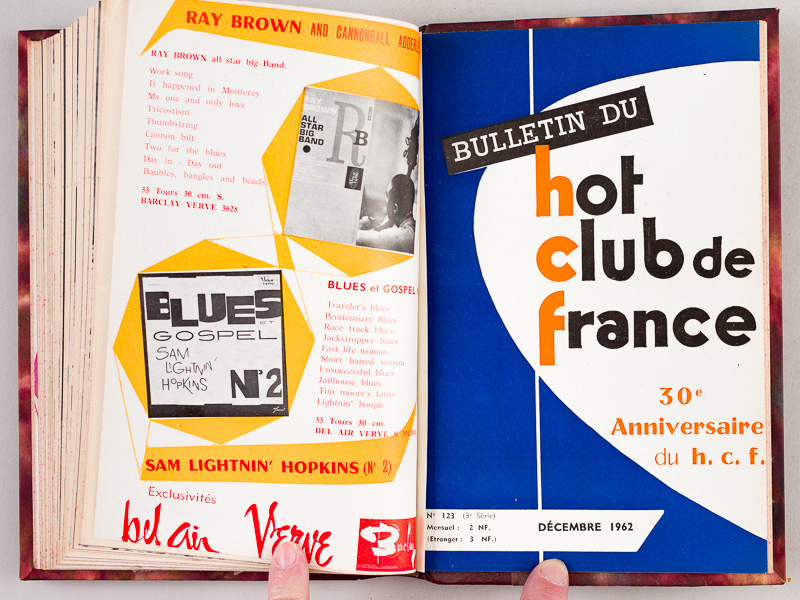 RAY BROWN AND CANNONBALL
RAY BROWN all star big Band.
Work song
It happened in Monterey
My one and only love
Tricotism
Thumbstring
Cannon bilt
Two for the blues
Day in - Day out
Baubles, bangles and beads
33 Tours 30 cm. S.
BARCLAY VERVE 3628
RAY BROWN
ALL
STAR
BIG
BAND
RB
BLUES
ET
GOSPEL
SAM
LIGHTNIN'
HOPKINS
N°2
BLUES et GOSPEL
Traveler's blues
Penitentiary Blues
Race track blues
Jackstropper blues
Fast life woman
Short haired woman
Unsuccessful blues
Jailhouse blues
Tim moore's farm
Lightnin' boogie
33 Tours 30 cm.
BEL AIR VERVE S
SAM LIGHTNIN' HOPKINS (N° 2)
Exclusivités
bel air
VERVE
Barclay
BULLETIN DU
hot
club de
france
30e
Anniversaire
du h. c. f.
N° 123 (3e Série)
Mensuel : 2 NF.
(Etranger : 3 NF.)
DÉCEMBRE 1962